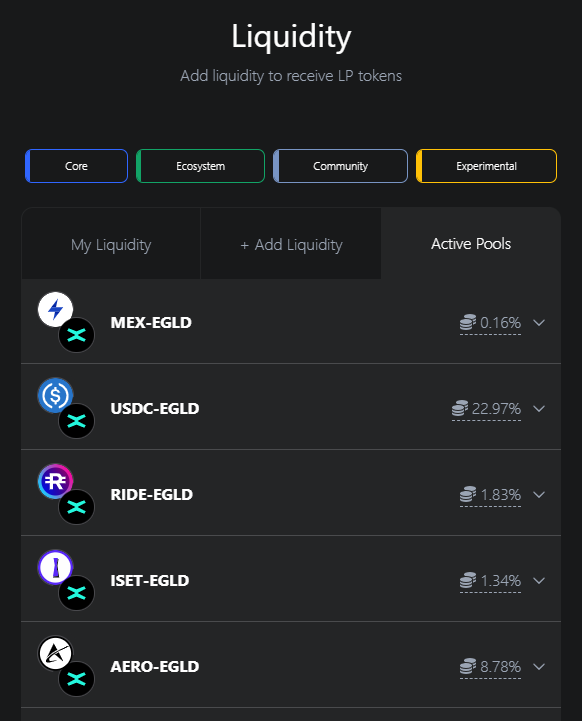 Liquidity
Add liquidity to receive LP tokens
Core Ecosystem Community Experimental
My Liquidity + Add Liquidity Active Pools
MEX-EGLD 0.16%
USDC-EGLD 22.97%
RIDE-EGLD 1.83%
ISET-EGLD 1.34%
AERO-EGLD 8.78%